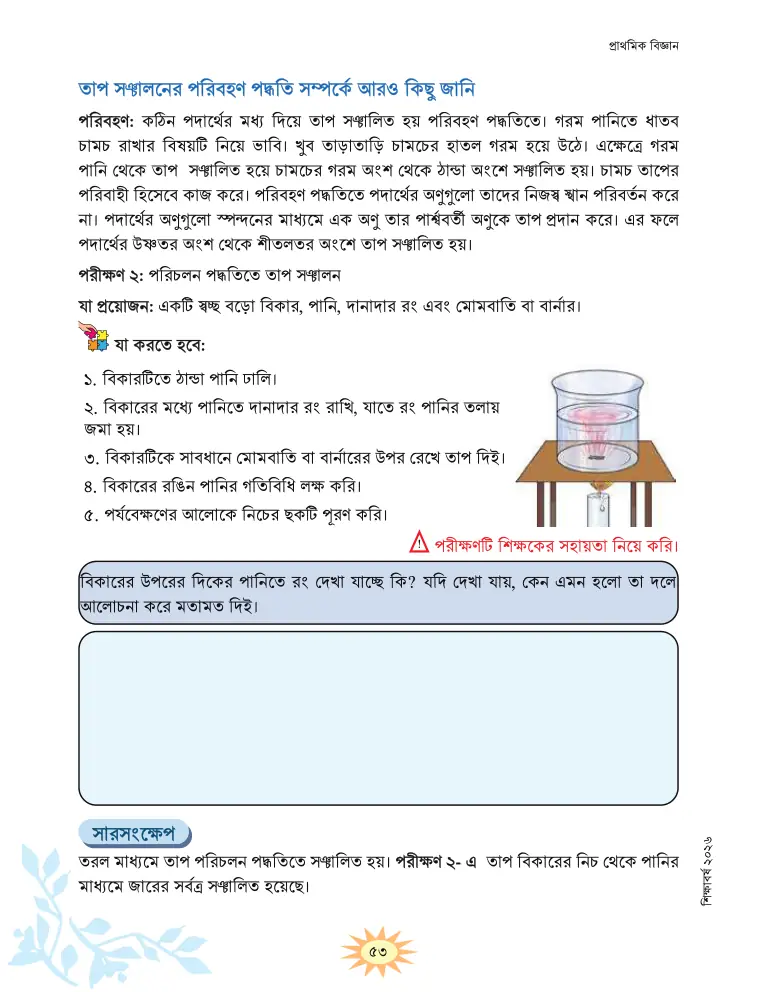 প্রাথমিক বিজ্ঞান
তাপ সঞ্চালনের পরিবহণ পদ্ধতি সম্পর্কে আরও কিছু জানি
পরিবহণ: কঠিন পদার্থের মধ্য দিয়ে তাপ সঞ্চালিত হয় পরিবহণ পদ্ধতিতে। গরম পানিতে ধাতব
চামচ রাখার বিষয়টি নিয়ে ভাবি। খুব তাড়াতাড়ি চামচের হাতল গরম হয়ে উঠে। এক্ষেত্রে গরম
পানি থেকে তাপ সঞ্চালিত হয়ে চামচের গরম অংশ থেকে ঠান্ডা অংশে সঞ্চালিত হয়। চামচ তাপের
পরিবাহী হিসেবে কাজ করে। পরিবহণ পদ্ধতিতে পদার্থের অণুগুলো তাদের নিজস্ব স্থান পরিবর্তন করে
না। পদার্থের অণুগুলো স্পন্দনের মাধ্যমে এক অণু তার পার্শ্ববর্তী অণুকে তাপ প্রদান করে। এর ফলে
পদার্থের উষ্ণতর অংশ থেকে শীতলতর অংশে তাপ সঞ্চালিত হয়।
পরীক্ষণ ২: পরিচলন পদ্ধতিতে তাপ সঞ্চালন
যা প্রয়োজন: একটি স্বচ্ছ বড়ো বিকার, পানি, দানাদার রং এবং মোমবাতি বা বার্নার।
যা করতে হবে:
১. বিকারটিতে ঠান্ডা পানি ঢালি।
২. বিকারের মধ্যে পানিতে দানাদার রং রাখি, যাতে রং পানির তলায়
জমা হয়।
৩. বিকারটিকে সাবধানে মোমবাতি বা বার্নারের উপর রেখে তাপ দিই।
৪. বিকারের রঙিন পানির গতিবিধি লক্ষ করি।
৫. পর্যবেক্ষণের আলোকে নিচের ছকটি পূরণ করি।
! পরীক্ষণটি শিক্ষকের সহায়তা নিয়ে করি।
বিকারের উপরের দিকের পানিতে রং দেখা যাচ্ছে কি? যদি দেখা যায়, কেন এমন হলো তা দলে
আলোচনা করে মতামত দিই।
সারসংক্ষেপ
তরল মাধ্যমে তাপ পরিচলন পদ্ধতিতে সঞ্চালিত হয়। পরীক্ষণ ২- এ তাপ বিকারের নিচ থেকে পানির
মাধ্যমে জারের সর্বত্র সঞ্চালিত হয়েছে।
শিক্ষাবর্ষ ২০২৬
৫৩